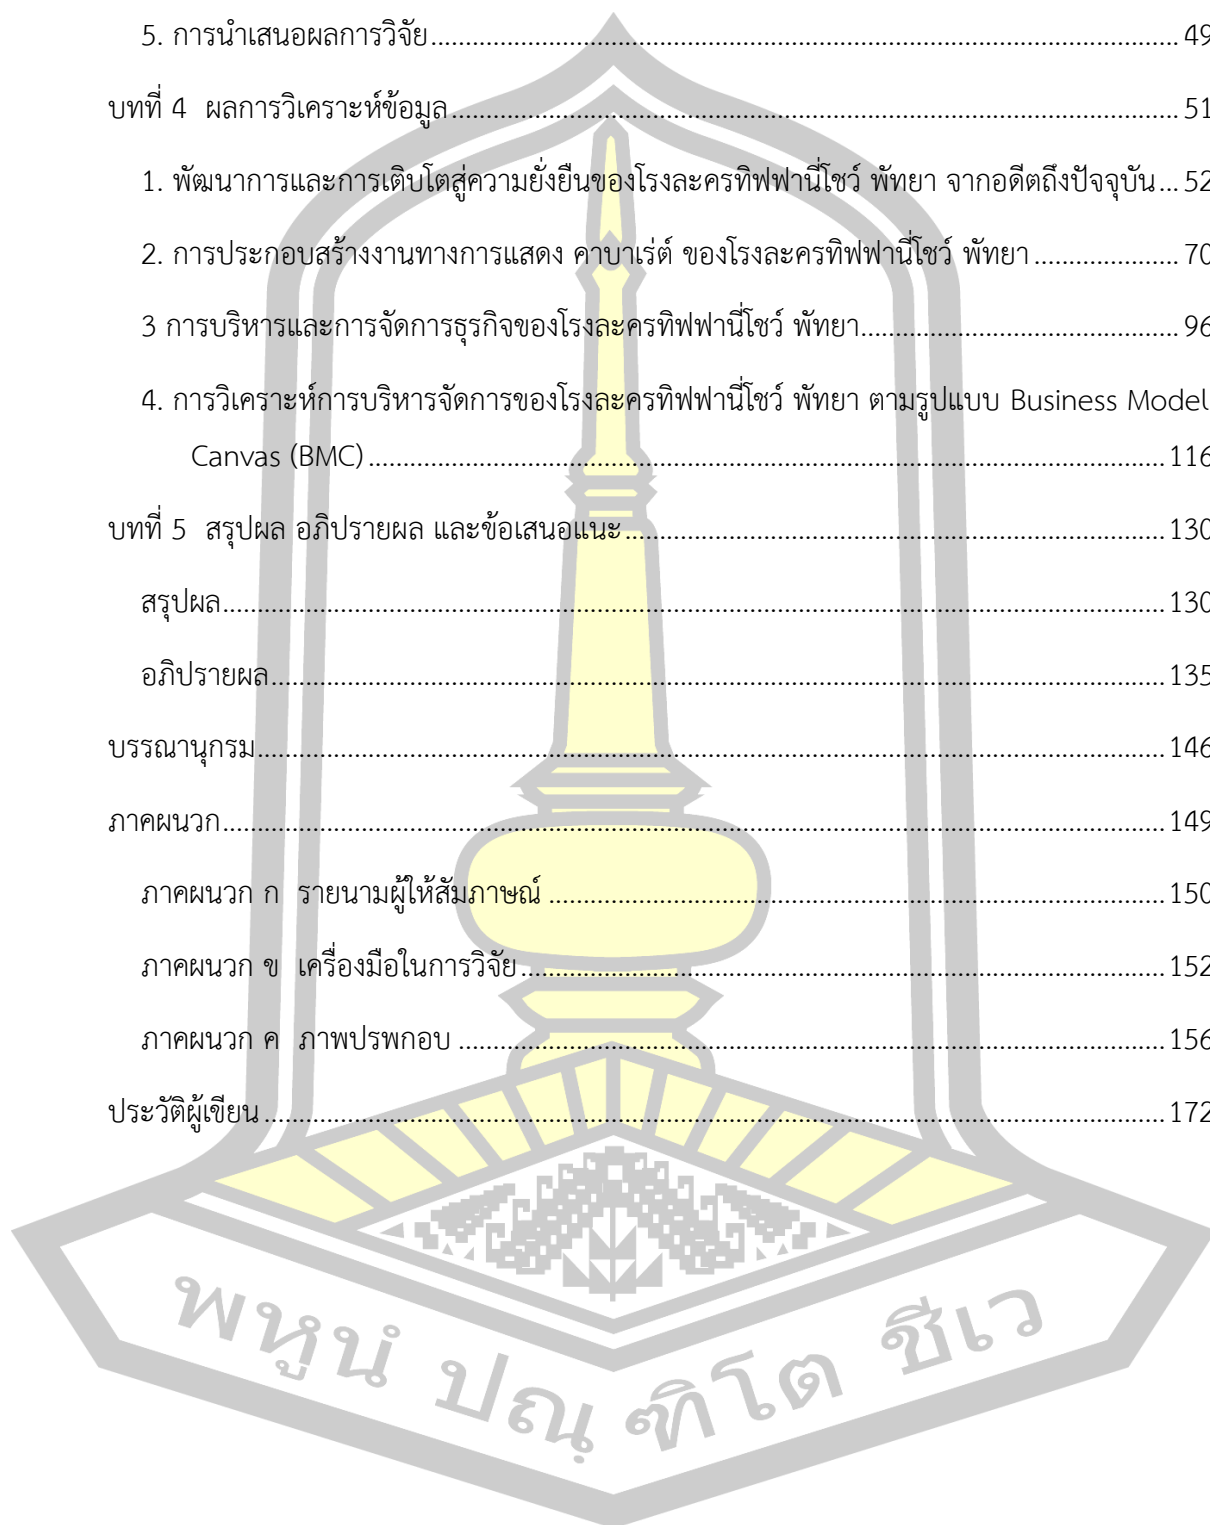 5. การนำเสนอผลการวิจัย.......... 49
บทที่ 4 ผลการวิเคราะห์ข้อมูล.......... 51
1. พัฒนาการและการเติบโตสู่ความยั่งยืนของโรงละครทิฟฟานี่โชว์ พัทยา จากอดีตถึงปัจจุบัน... 52
2. การประกอบสร้างงานทางการแสดง คาบาเร่ต์ ของโรงละครทิฟฟานี่โชว์ พัทยา.......... 70
3 การบริหารและการจัดการธุรกิจของโรงละครทิฟฟานี่โชว์ พัทยา.......... 96
4. การวิเคราะห์การบริหารจัดการของโรงละครทิฟฟานี่โชว์ พัทยา ตามรูปแบบ Business Model
Canvas (BMC).......... 116
บทที่ 5 สรุปผล อภิปรายผล และข้อเสนอแนะ.......... 130
สรุปผล.......... 130
อภิปรายผล.......... 135
บรรณานุกรม.......... 146
ภาคผนวก.......... 149
ภาคผนวก ก รายนามผู้ให้สัมภาษณ์.......... 150
ภาคผนวก ข เครื่องมือในการวิจัย.......... 152
ภาคผนวก ค ภาพปรพกอบ.......... 156
ประวัติผู้เขียน.......... 172
พหูนํ ปณฺฑิโต ชีเว